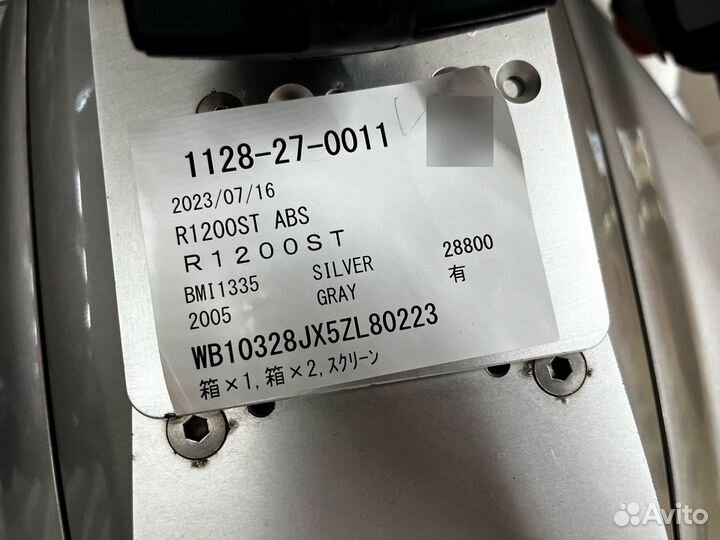 1128-27-0011
2023/07/16
R1200ST ABS
R1200ST
BMI1335 SILVER 28800
2005 GRAY 有
WB10328JX5ZL80223
箱×1,箱×2,スクリーン
Avito